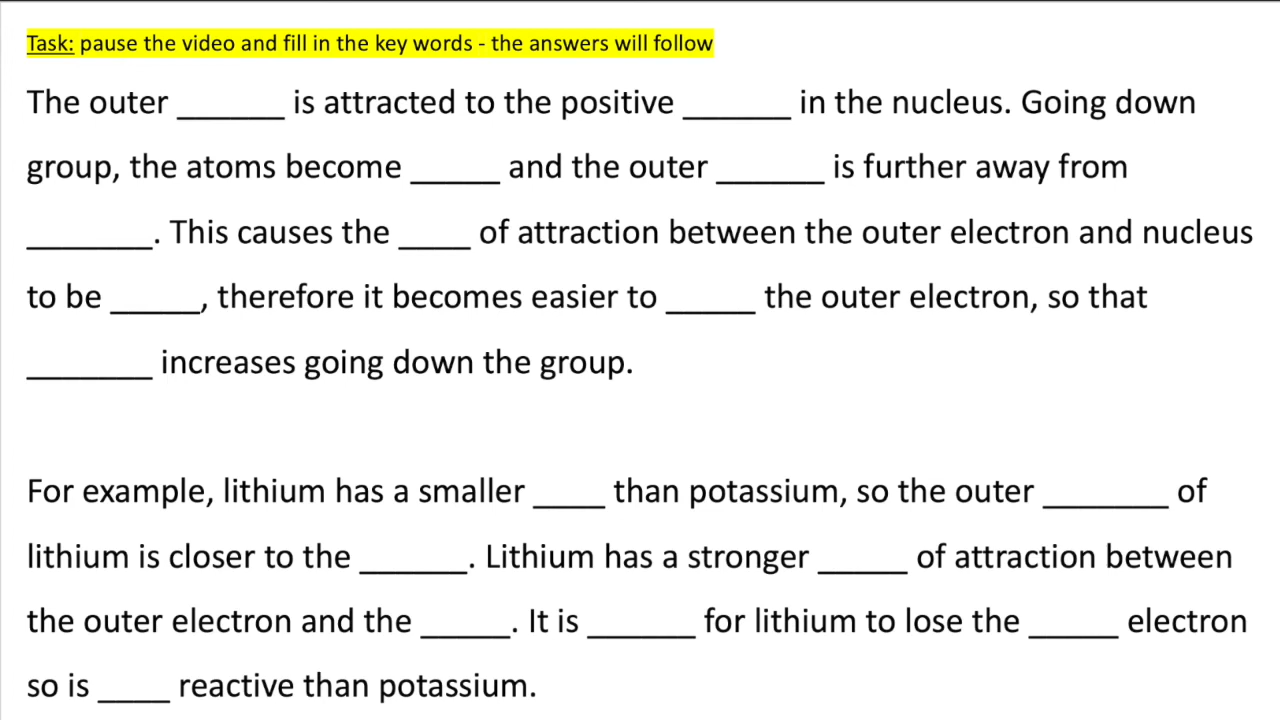 Task: pause the video and fill in the key words - the answers will follow
The outer ______ is attracted to the positive ______ in the nucleus. Going down
group, the atoms become _____ and the outer ______ is further away from
_______. This causes the ____ of attraction between the outer electron and nucleus
to be _____, therefore it becomes easier to _____ the outer electron, so that
_______ increases going down the group.
For example, lithium has a smaller ____ than potassium, so the outer _______ of
lithium is closer to the ______. Lithium has a stronger _____ of attraction between
the outer electron and the _____. It is ______ for lithium to lose the _____ electron
so is ____ reactive than potassium.